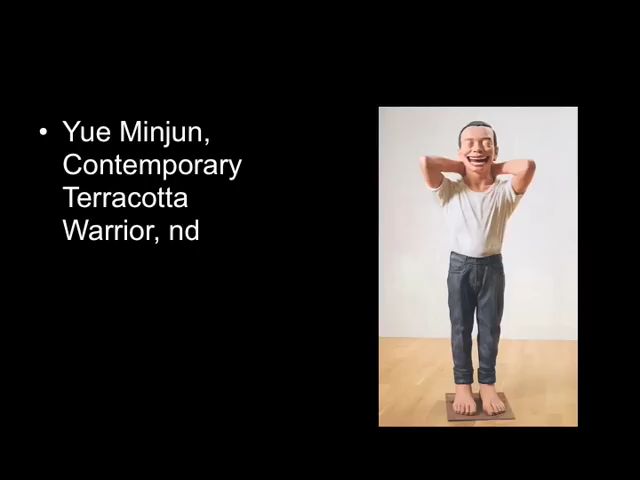 • Yue Minjun,
Contemporary
Terracotta
Warrior, nd